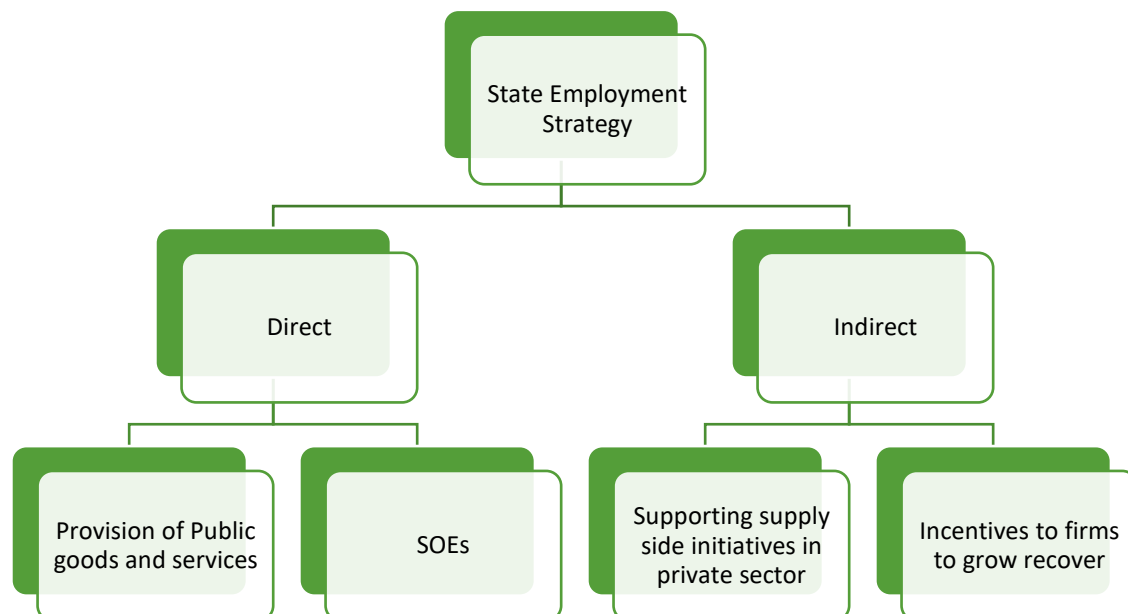 State Employment
Strategy
Direct
Indirect
Provision of Public
goods and services
SOEs
Supporting supply
side initiatives in
private sector
Incentives to firms
to grow recover